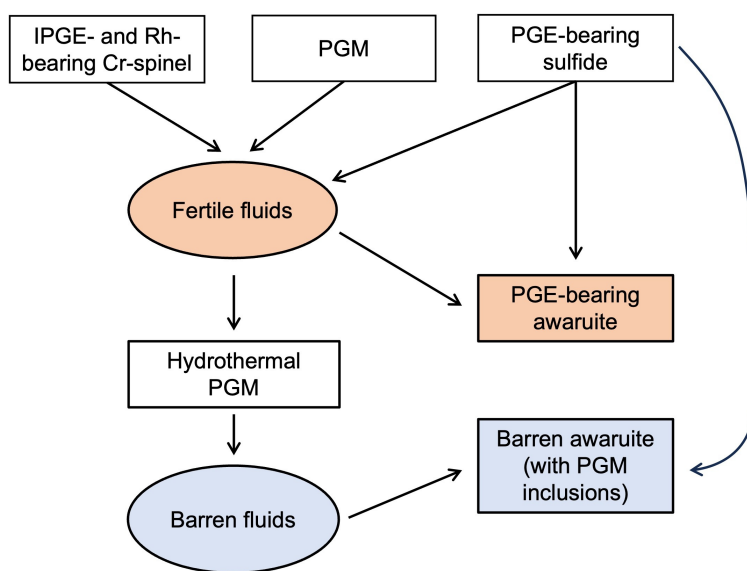 IPGE- and Rh-
bearing Cr-spinel
PGM
PGE-bearing
sulfide
Fertile fluids
PGE-bearing
awaruite
Hydrothermal
PGM
Barren awaruite
(with PGM
inclusions)
Barren fluids